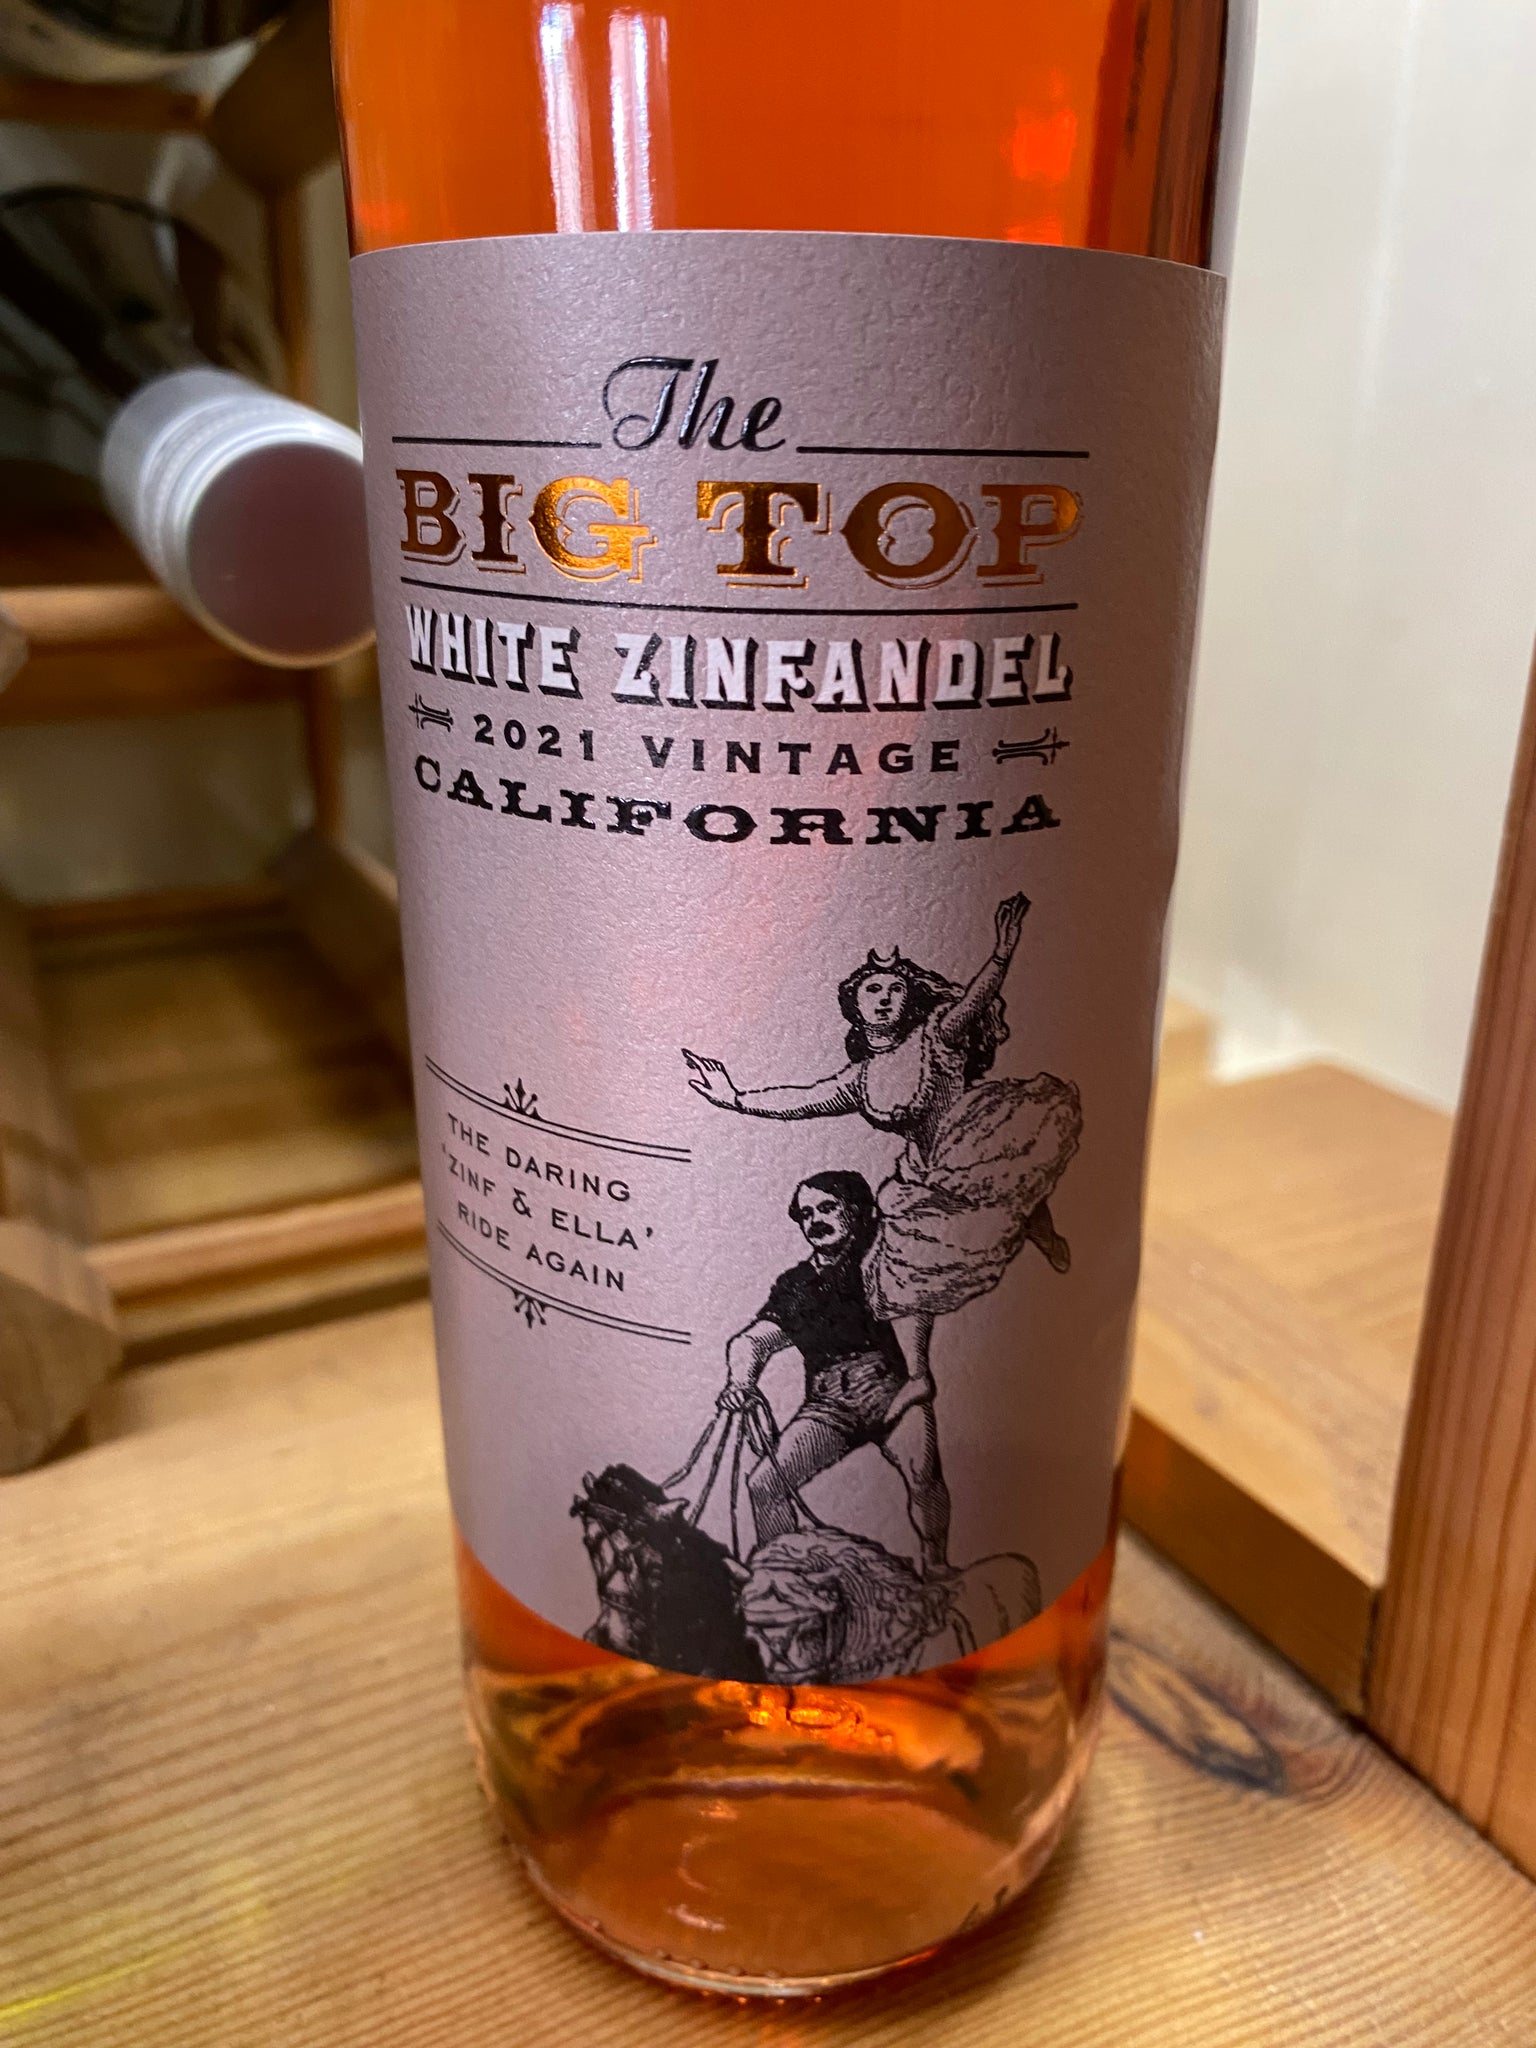 The
BIG TOP
WHITE ZINFANDEL
2021 VINTAGE
CALIFORNIA
THE DARING
'ZINF & ELLA'
RIDE AGAIN